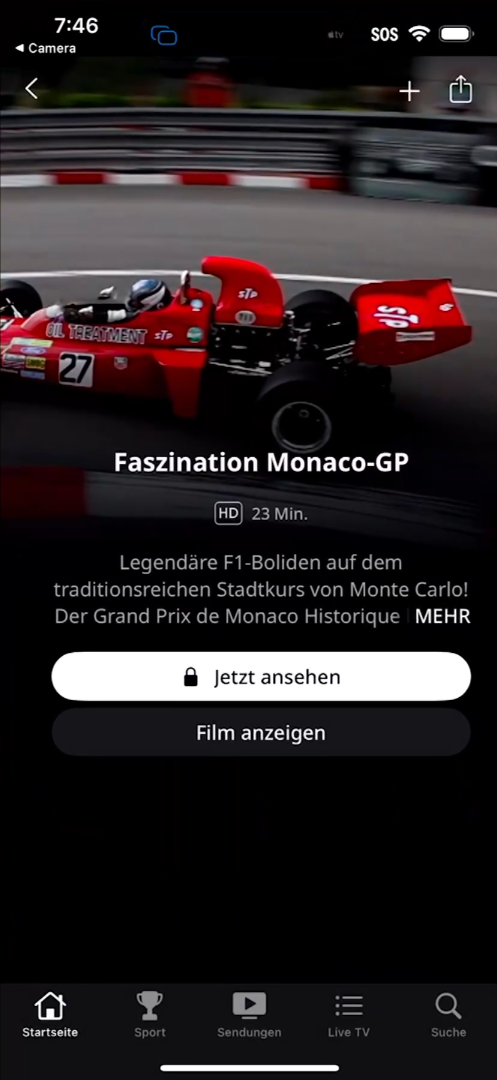 7:46
tv
SOS
◀ Camera
STP
OIL TREATMENT
STP
27
STP
Faszination Monaco-GP
HD 23 Min.
Legendäre F1-Boliden auf dem
traditionsreichen Stadtkurs von Monte Carlo!
Der Grand Prix de Monaco Historique MEHR
Jetzt ansehen
Film anzeigen
Startseite
Sport
Sendungen
Live TV
Suche